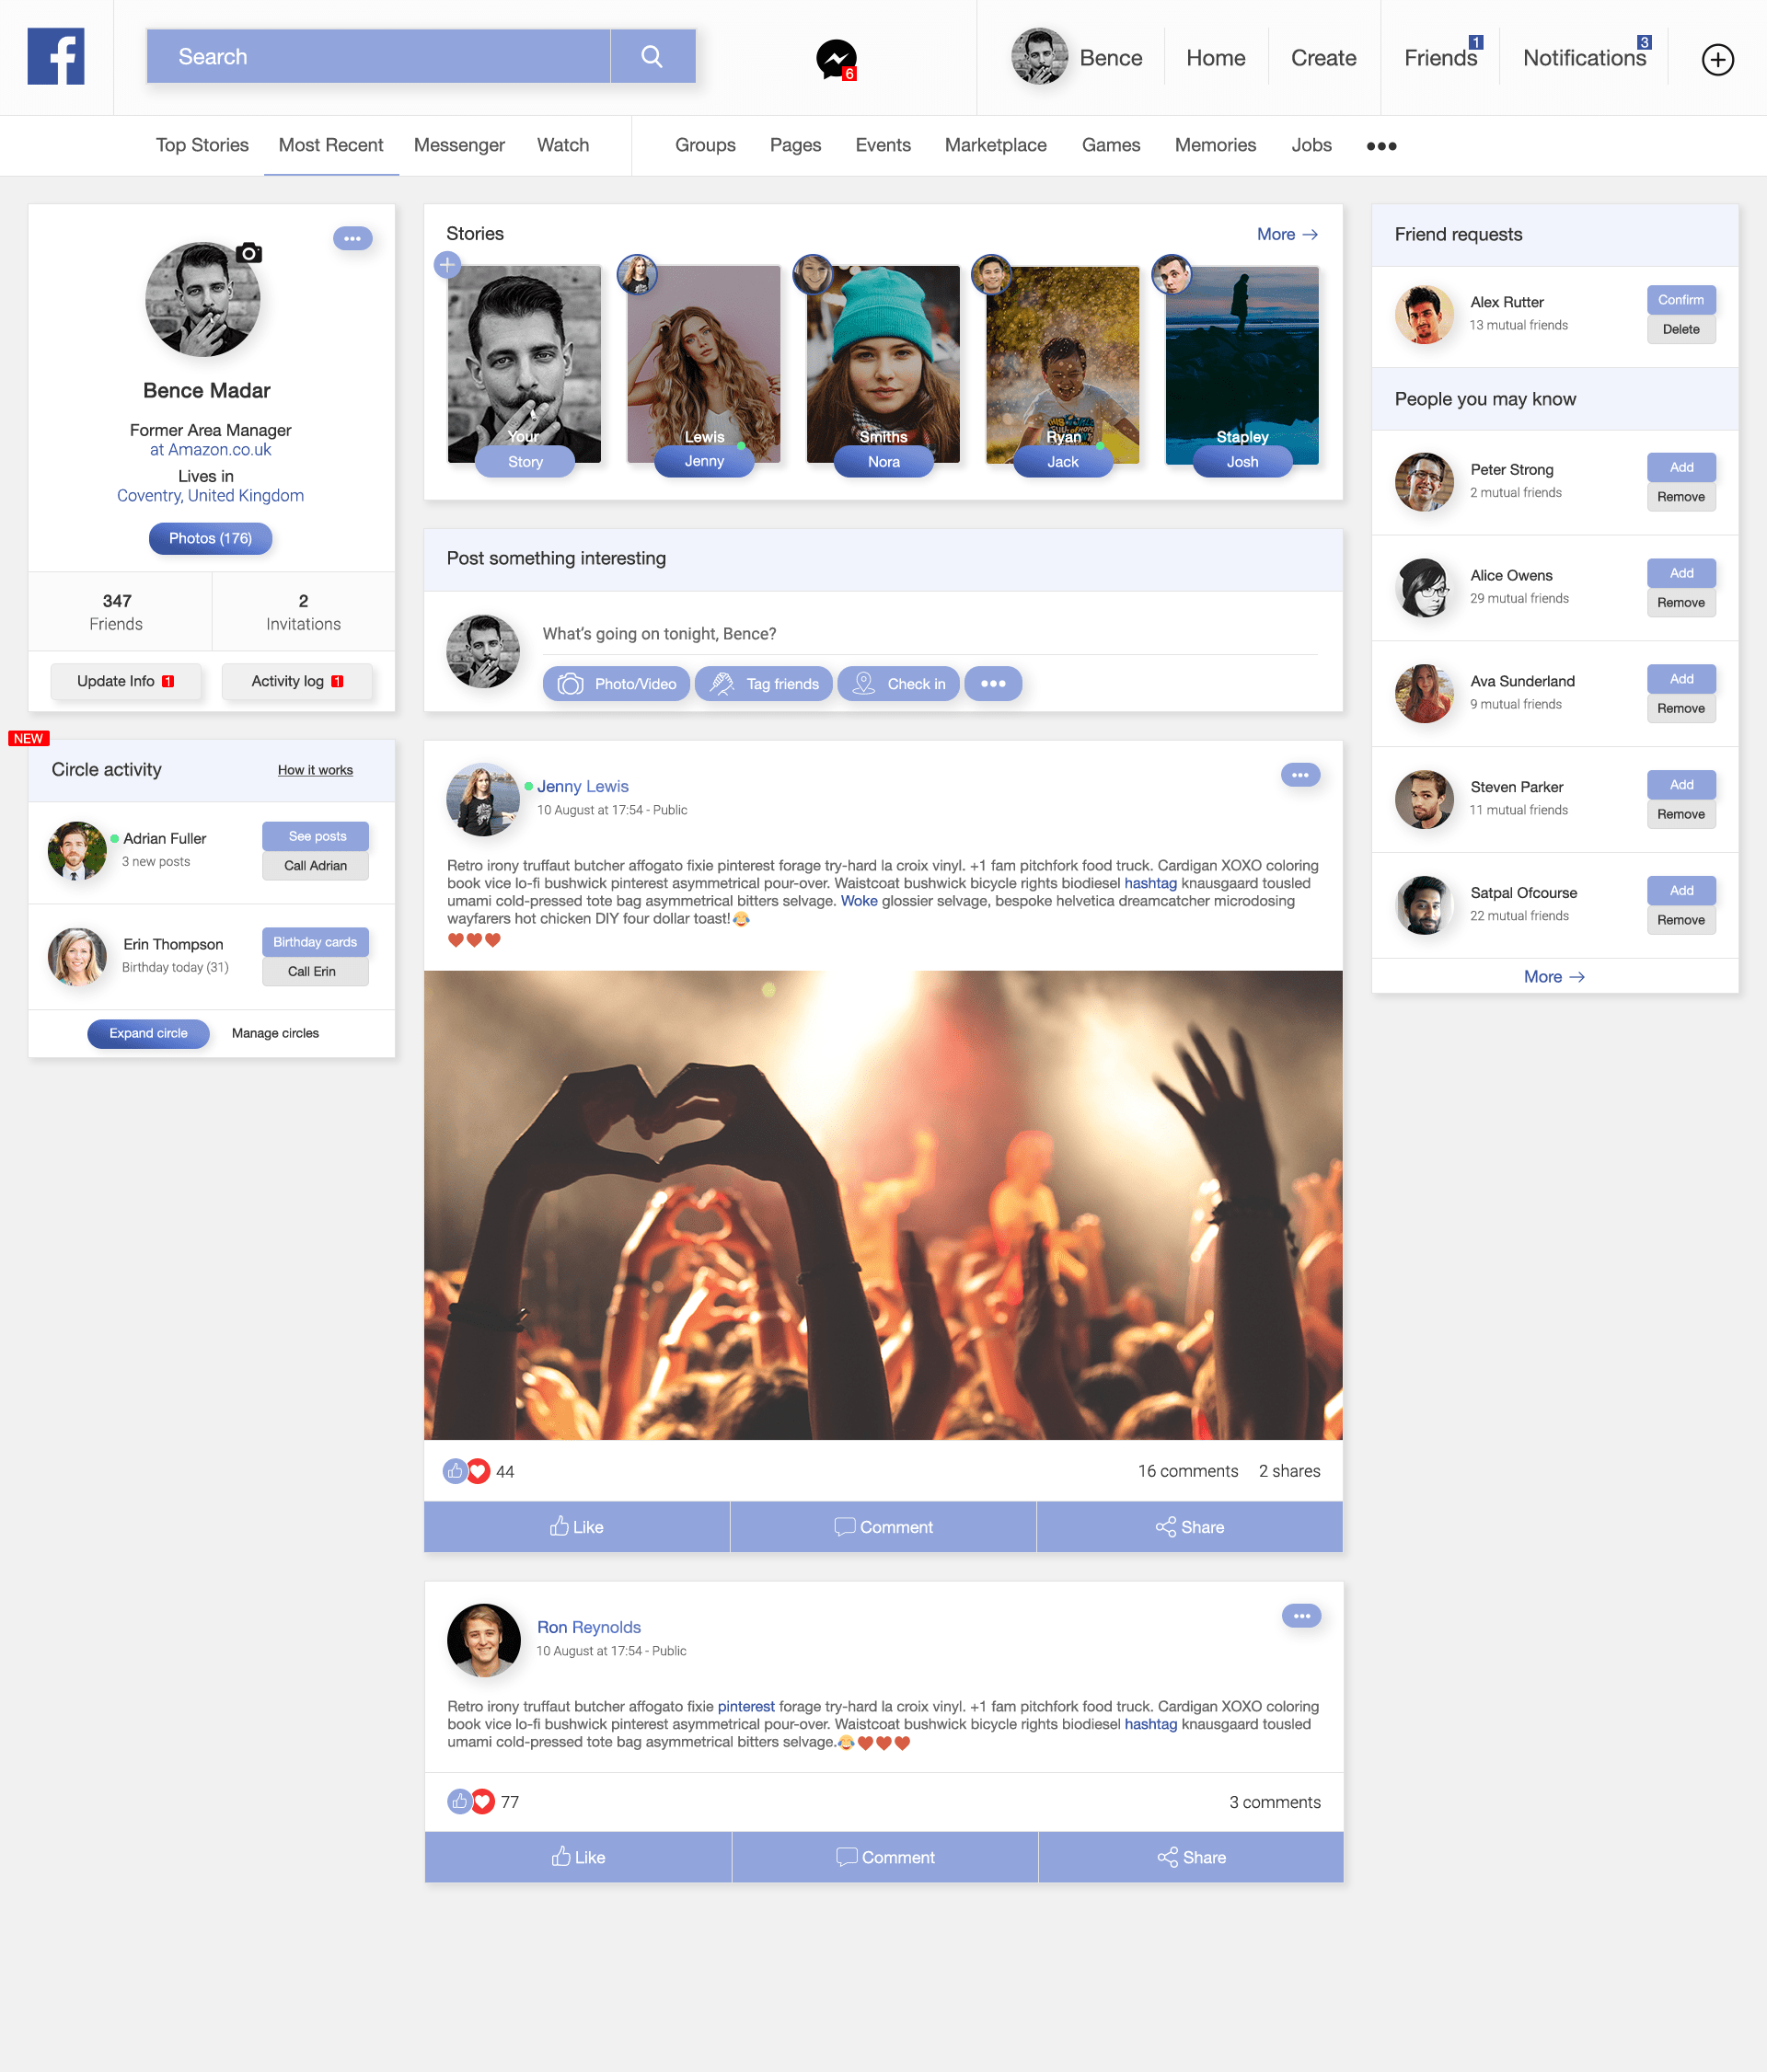 f
Search
6
Bence
Home
Create
Friends
1
Notifications
3
Top Stories
Most Recent
Messenger
Watch
Groups
Pages
Events
Marketplace
Games
Memories
Jobs
Bence Madar
Former Area Manager
at Amazon.co.uk
Lives in
Coventry, United Kingdom
Photos (176)
347
Friends
2
Invitations
Update Info 1
Activity log 1
NEW
Circle activity
How it works
Adrian Fuller
3 new posts
See posts
Call Adrian
Erin Thompson
Birthday today (31)
Birthday cards
Call Erin
Expand circle
Manage circles
Stories
More →
Your
Story
Lewis
Jenny
Smiths
Nora
Ryan
Jack
Stapley
Josh
Post something interesting
What's going on tonight, Bence?
Photo/Video
Tag friends
Check in
Jenny Lewis
10 August at 17:54 - Public
Retro irony truffaut butcher affogato fixie pinterest forage try-hard la croix vinyl. +1 fam pitchfork food truck. Cardigan XOXO coloring
book vice lo-fi bushwick pinterest asymmetrical pour-over. Waistcoat bushwick bicycle rights biodiesel hashtag knausgaard tousled
umami cold-pressed tote bag asymmetrical bitters selvage. Woke glossier selvage, bespoke helvetica dreamcatcher microdosing
wayfarers hot chicken DIY four dollar toast!😂
❤❤❤
44
16 comments
2 shares
Like
Comment
Share
Ron Reynolds
10 August at 17:54 - Public
Retro irony truffaut butcher affogato fixie pinterest forage try-hard la croix vinyl. +1 fam pitchfork food truck. Cardigan XOXO coloring
book vice lo-fi bushwick pinterest asymmetrical pour-over. Waistcoat bushwick bicycle rights biodiesel hashtag knausgaard tousled
umami cold-pressed tote bag asymmetrical bitters selvage.😂❤❤❤
77
3 comments
Like
Comment
Share
Friend requests
Alex Rutter
13 mutual friends
Confirm
Delete
People you may know
Peter Strong
2 mutual friends
Add
Remove
Alice Owens
29 mutual friends
Add
Remove
Ava Sunderland
9 mutual friends
Add
Remove
Steven Parker
11 mutual friends
Add
Remove
Satpal Ofcourse
22 mutual friends
Add
Remove
More →